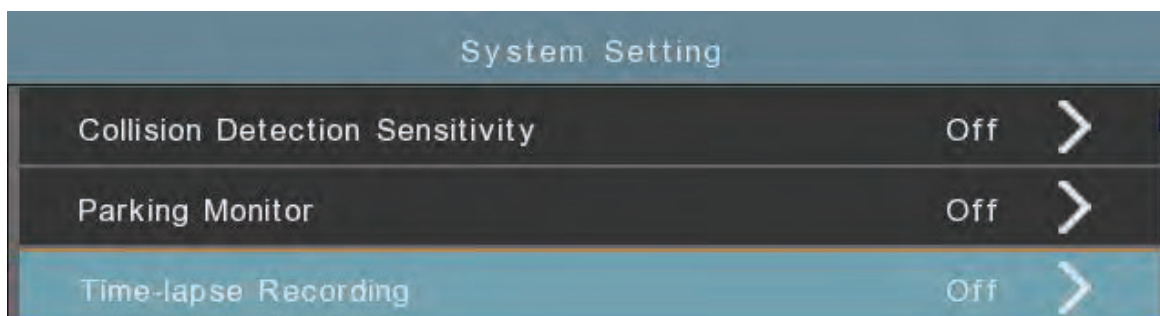 System Setting
Collision Detection Sensitivity Off
Parking Monitor Off
Time-lapse Recording Off